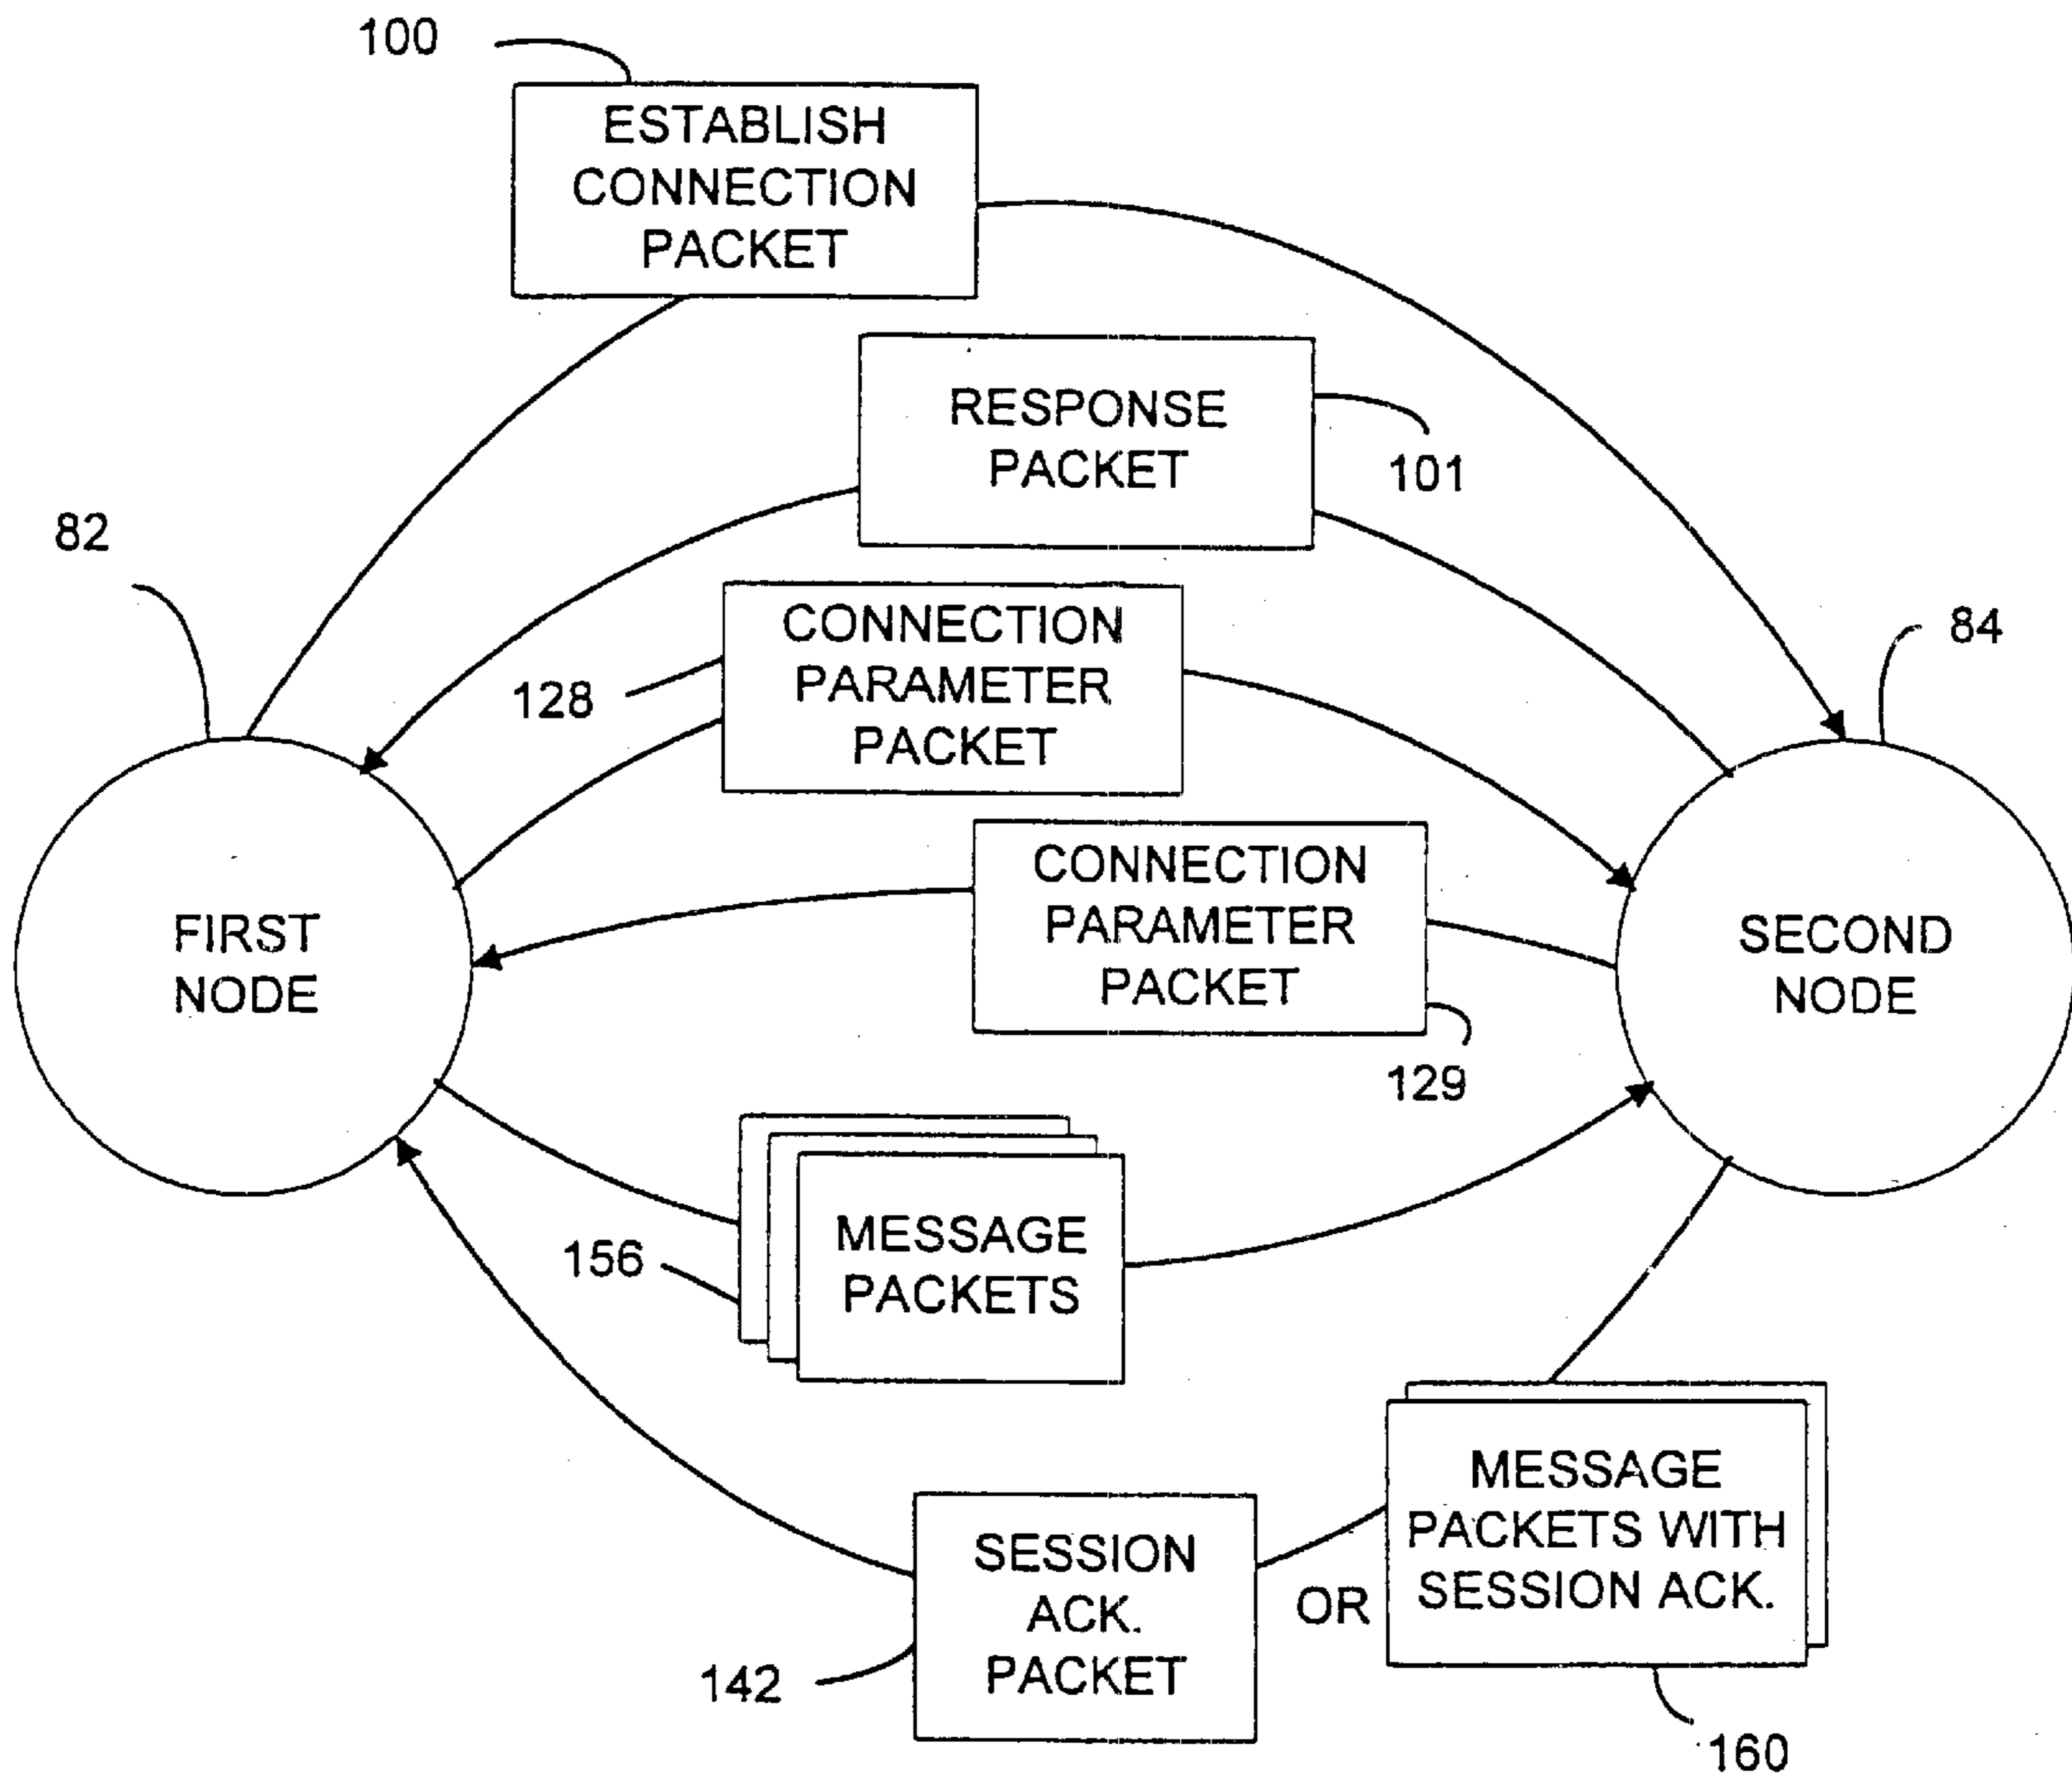 100
ESTABLISH
CONNECTION
PACKET
RESPONSE
PACKET
101
82
CONNECTION
PARAMETER
PACKET
128
84
CONNECTION
PARAMETER
PACKET
129
FIRST
NODE
SECOND
NODE
MESSAGE
PACKETS
156
MESSAGE
PACKETS WITH
SESSION ACK.
OR
SESSION
ACK.
PACKET
142
160